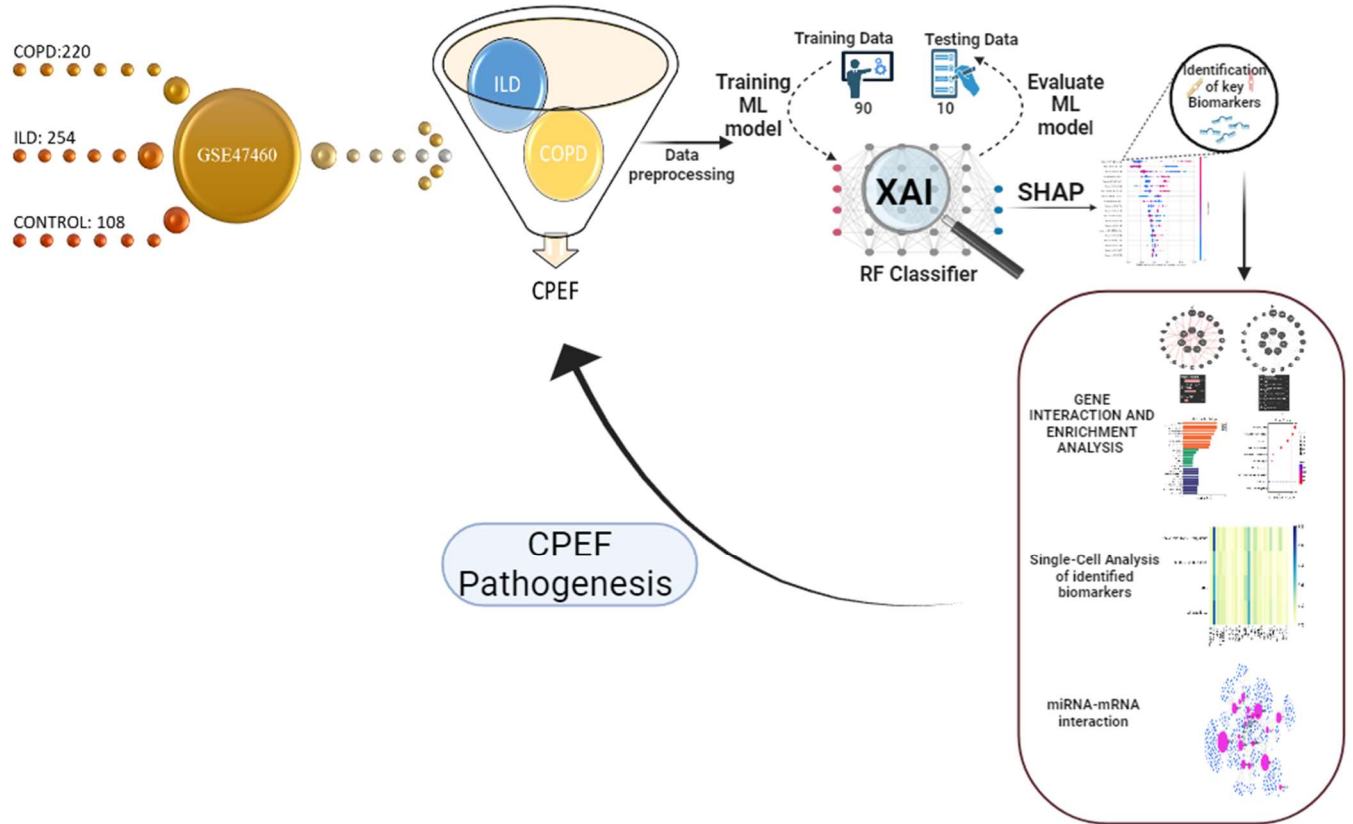 COPD:220
ILD: 254
CONTROL: 108
GSE47460
ILD
COPD
CPEF
Data
preprocessing
Training
ML
model
Training Data
90
Testing Data
10
Evaluate
ML
model
XAI
RF Classifier
SHAP
Identification
of key
Biomarkers
GENE
INTERACTION AND
ENRICHMENT
ANALYSIS
Single-Cell Analysis
of identified
biomarkers
miRNA-mRNA
interaction
CPEF
Pathogenesis